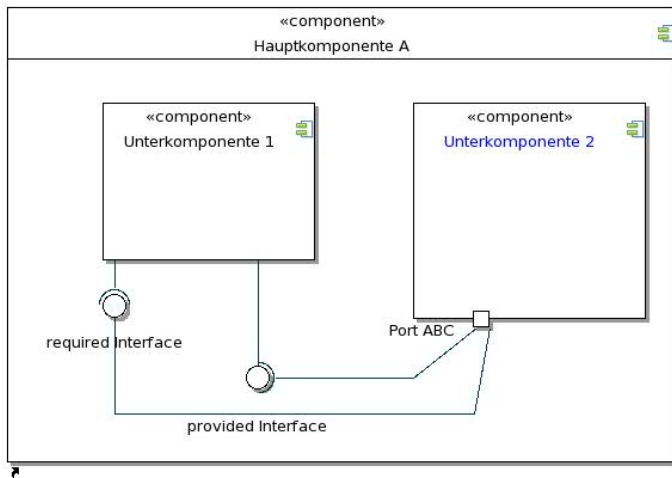 «component»
Hauptkomponente A
«component»
Unterkomponente 1
«component»
Unterkomponente 2
Port ABC
required Interface
provided Interface